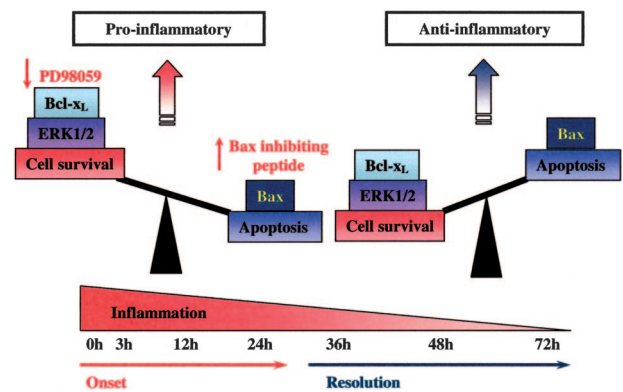 Pro-inflammatory
Anti-inflammatory
PD98059
Bcl-xL
ERK1/2
Cell survival
Bax inhibiting
peptide
Bax
Apoptosis
Bcl-xL
ERK1/2
Cell survival
Bax
Apoptosis
Inflammation
0h 3h 12h 24h 36h 48h 72h
Onset
Resolution